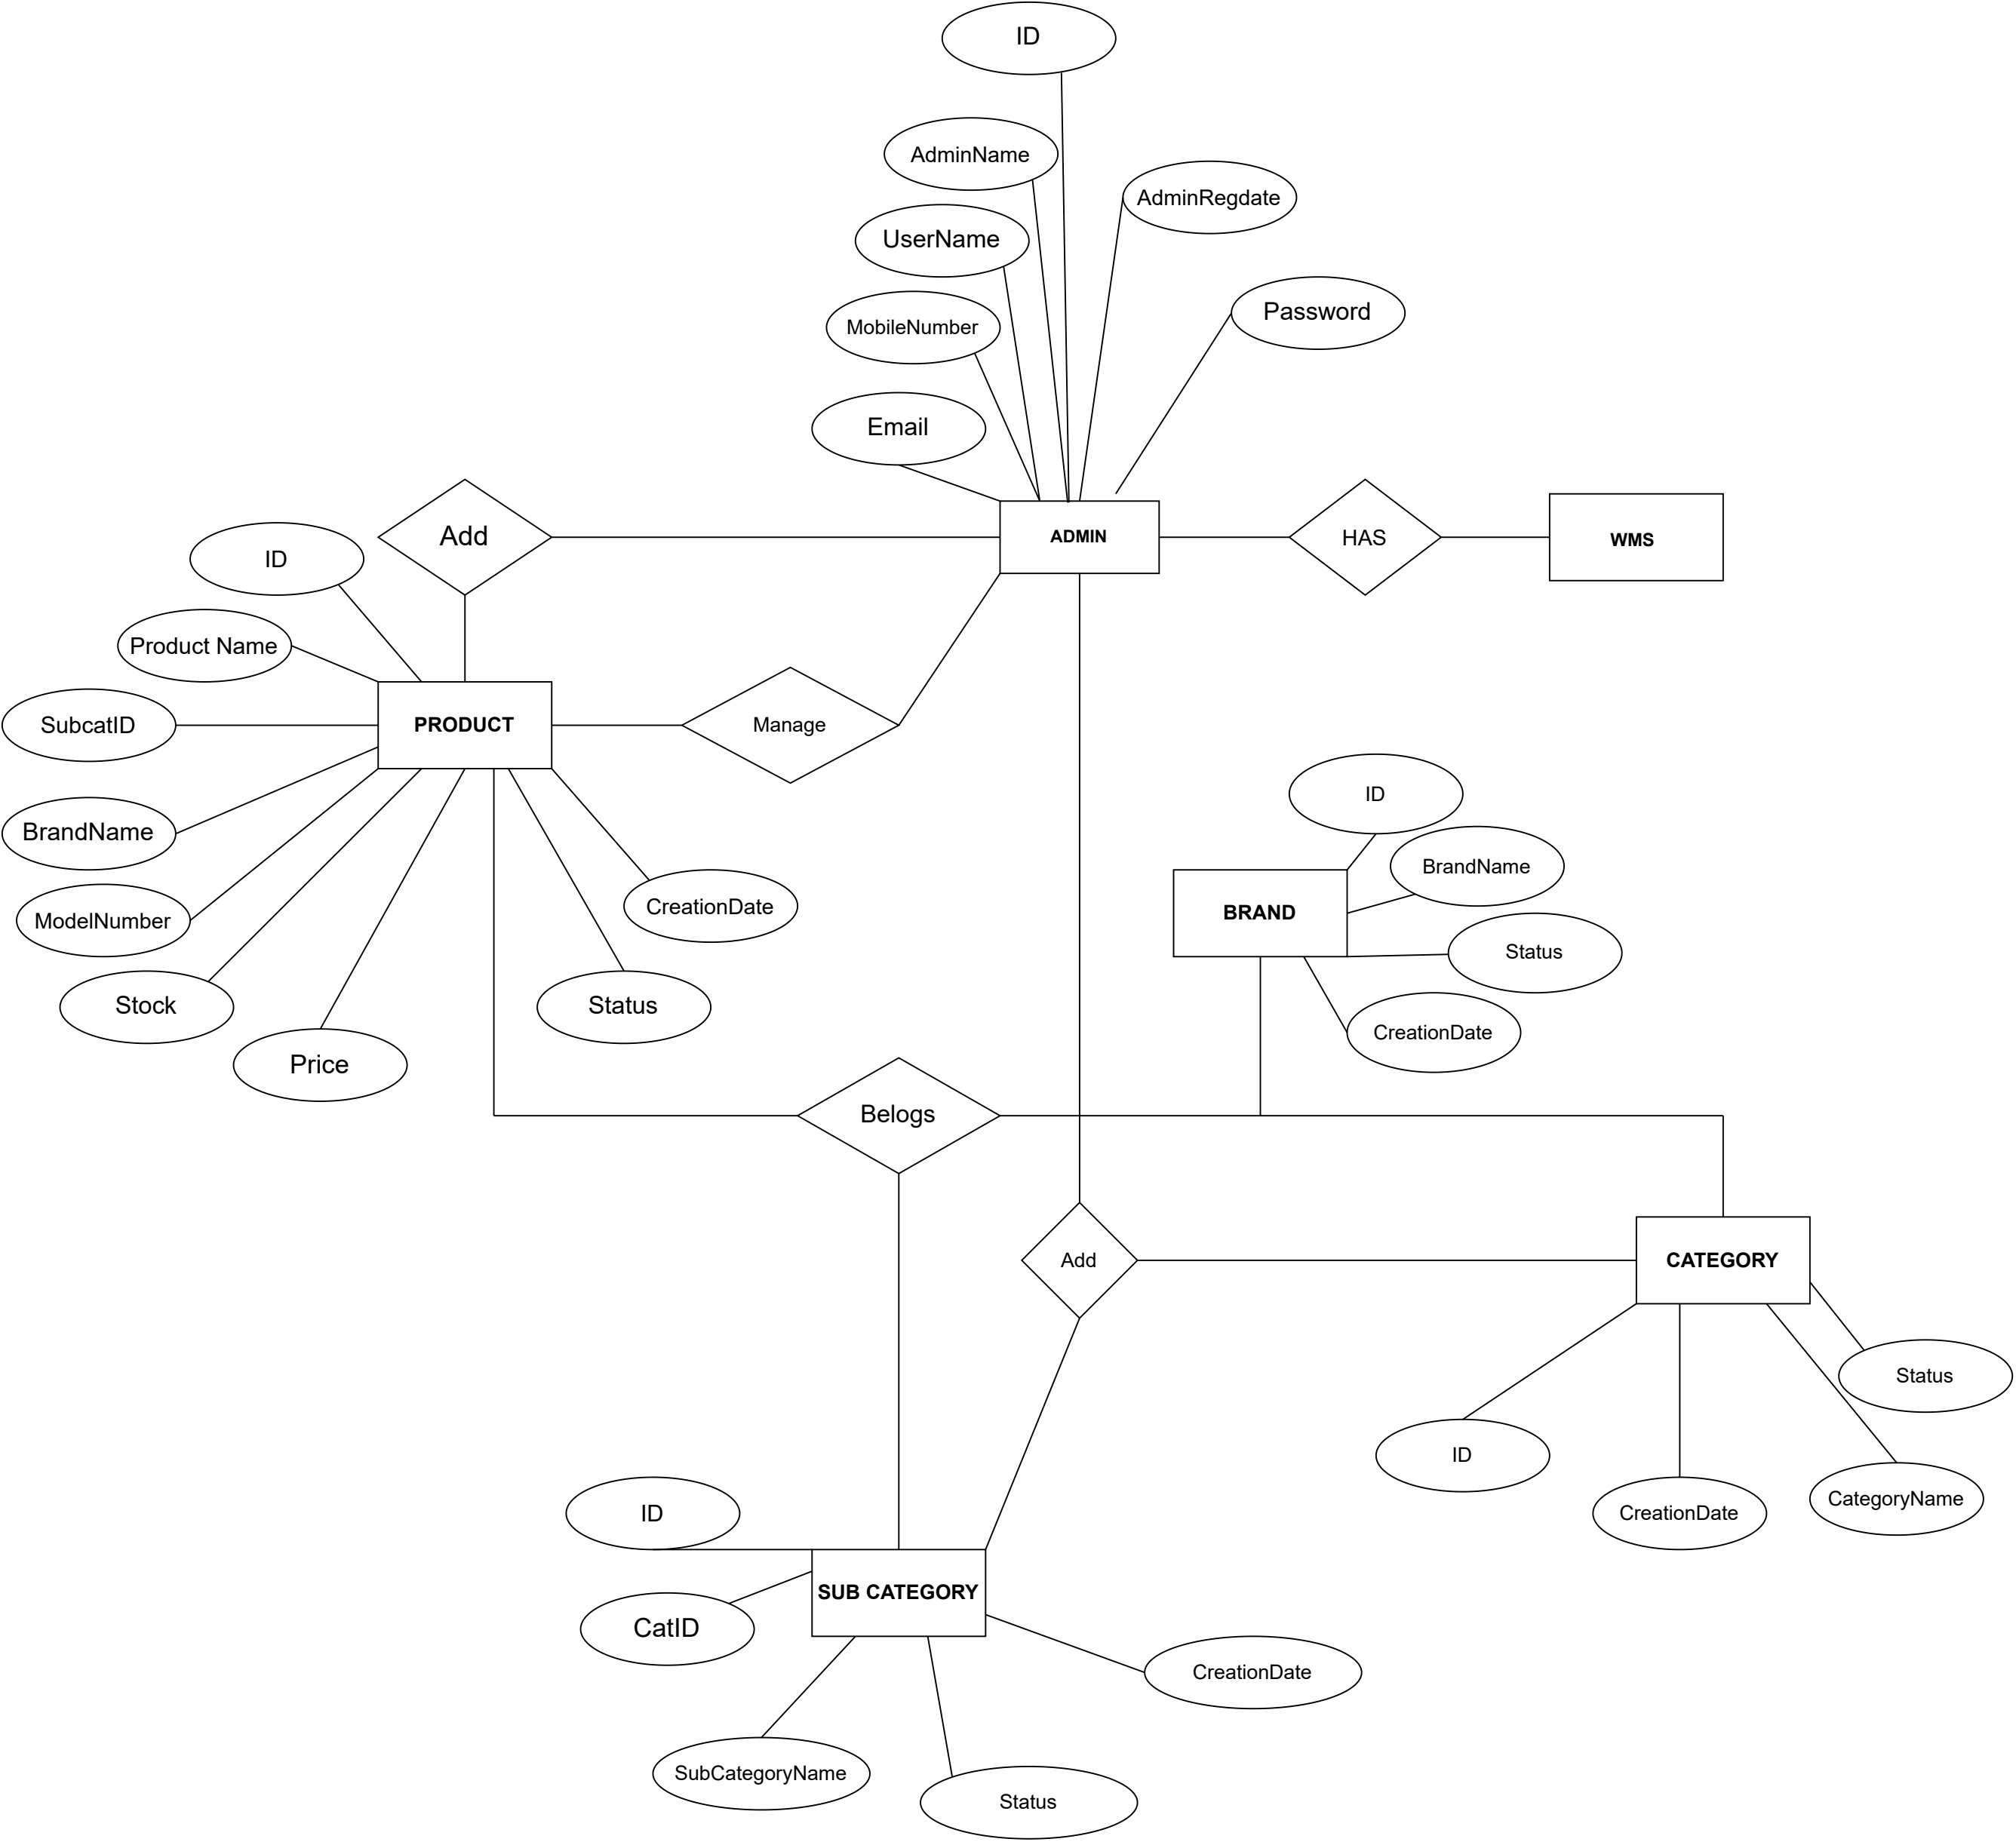 ID
AdminName
AdminRegdate
UserName
Password
MobileNumber
Email
Add
ADMIN
HAS
WMS
ID
Product Name
SubcatID
PRODUCT
Manage
ID
BrandName
BrandName
ModelNumber
CreationDate
BRAND
Status
Stock
Status
CreationDate
Price
Belogs
Add
CATEGORY
Status
ID
CreationDate
CategoryName
ID
SUB CATEGORY
CatID
CreationDate
SubCategoryName
Status